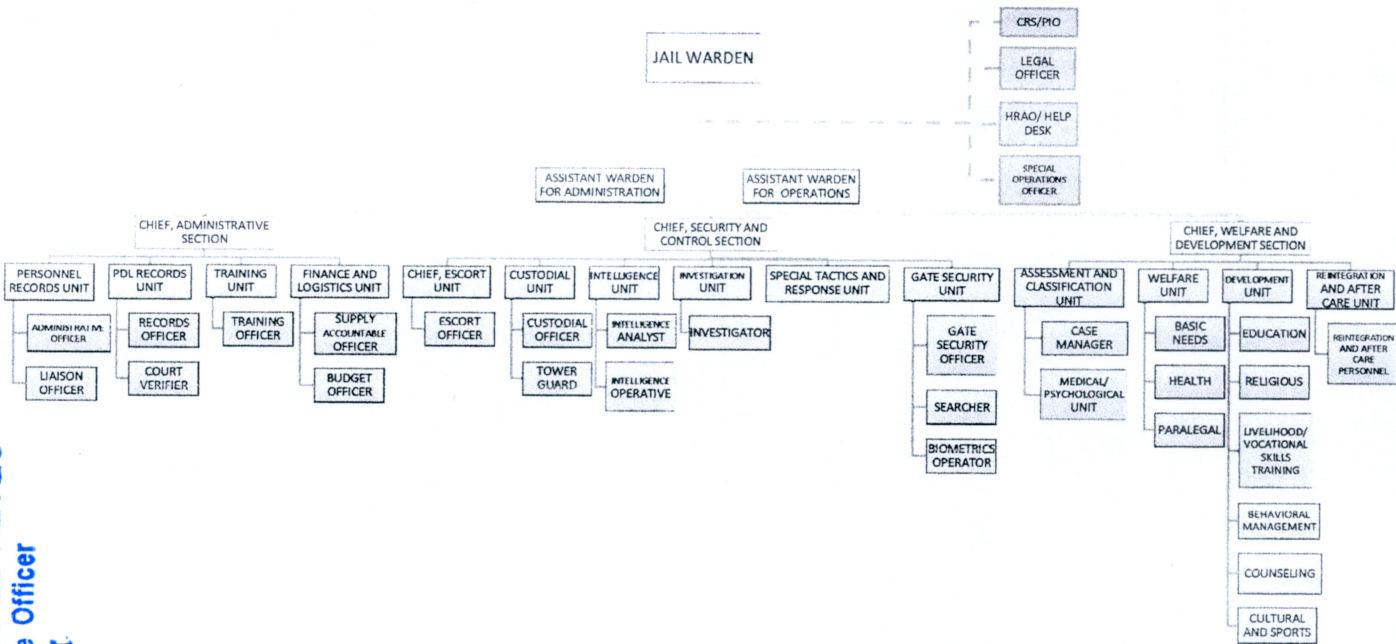 CRS/PIO
JAIL WARDEN
LEGAL
OFFICER
HRAO/ HELP
DESK
SPECIAL
OPERATIONS
OFFICER
ASSISTANT WARDEN
FOR ADMINISTRATION
ASSISTANT WARDEN
FOR OPERATIONS
CHIEF, ADMINISTRATIVE
SECTION
CHIEF, SECURITY AND
CONTROL SECTION
CHIEF, WELFARE AND
DEVELOPMENT SECTION
PERSONNEL
RECORDS UNIT
PDL RECORDS
UNIT
TRAINING
UNIT
FINANCE AND
LOGISTICS UNIT
CHIEF, ESCORT
UNIT
CUSTODIAL
UNIT
INTELLIGENCE
UNIT
INVESTIGATION
UNIT
SPECIAL TACTICS AND
RESPONSE UNIT
GATE SECURITY
UNIT
ASSESSMENT AND
CLASSIFICATION
UNIT
WELFARE
UNIT
DEVELOPMENT
UNIT
REINTEGRATION
AND AFTER
CARE UNIT
ADMINISTRATIVE
OFFICER
LIAISON
OFFICER
RECORDS
OFFICER
COURT
VERIFIER
TRAINING
OFFICER
SUPPLY
ACCOUNTABLE
OFFICER
BUDGET
OFFICER
ESCORT
OFFICER
CUSTODIAL
OFFICER
TOWER
GUARD
INTELLIGENCE
ANALYST
INTELLIGENCE
OPERATIVE
INVESTIGATOR
GATE
SECURITY
OFFICER
SEARCHER
BIOMETRICS
OPERATOR
CASE
MANAGER
MEDICAL/
PSYCHOLOGICAL
UNIT
BASIC
NEEDS
HEALTH
PARALEGAL
EDUCATION
RELIGIOUS
LIVELIHOOD/
VOCATIONAL
SKILLS
TRAINING
BEHAVIORAL
MANAGEMENT
COUNSELING
CULTURAL
AND SPORTS
REINTEGRATION
AND AFTER
CARE
PERSONNEL
Officer